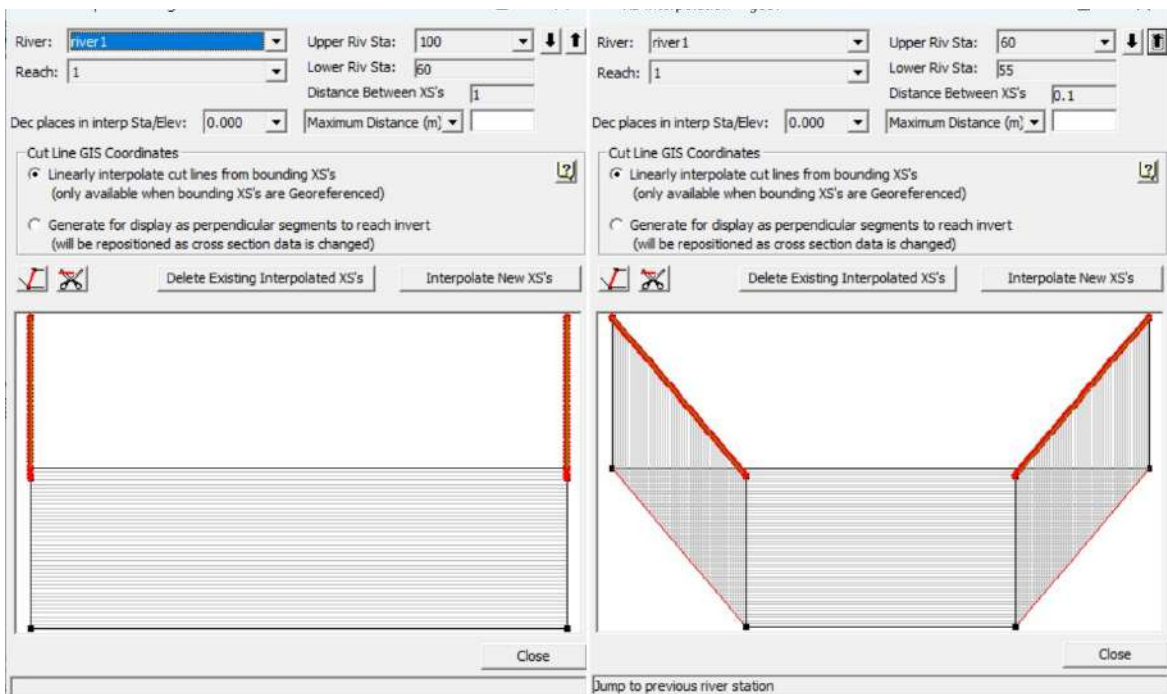 River: river1
Upper Riv Sta: 100
Reach: 1
Lower Riv Sta: 60
Distance Between XS's 1
Dec places in interp Sta/Elev: 0.000
Maximum Distance (m)
Cut Line GIS Coordinates
Linearly interpolate cut lines from bounding XS's
(only available when bounding XS's are Georeferenced)
Generate for display as perpendicular segments to reach invert
(will be repositioned as cross section data is changed)
Delete Existing Interpolated XS's
Interpolate New XS's
Close
River: river1
Upper Riv Sta: 60
Reach: 1
Lower Riv Sta: 55
Distance Between XS's 0.1
Dec places in interp Sta/Elev: 0.000
Maximum Distance (m)
Cut Line GIS Coordinates
Linearly interpolate cut lines from bounding XS's
(only available when bounding XS's are Georeferenced)
Generate for display as perpendicular segments to reach invert
(will be repositioned as cross section data is changed)
Delete Existing Interpolated XS's
Interpolate New XS's
Close
Jump to previous river station